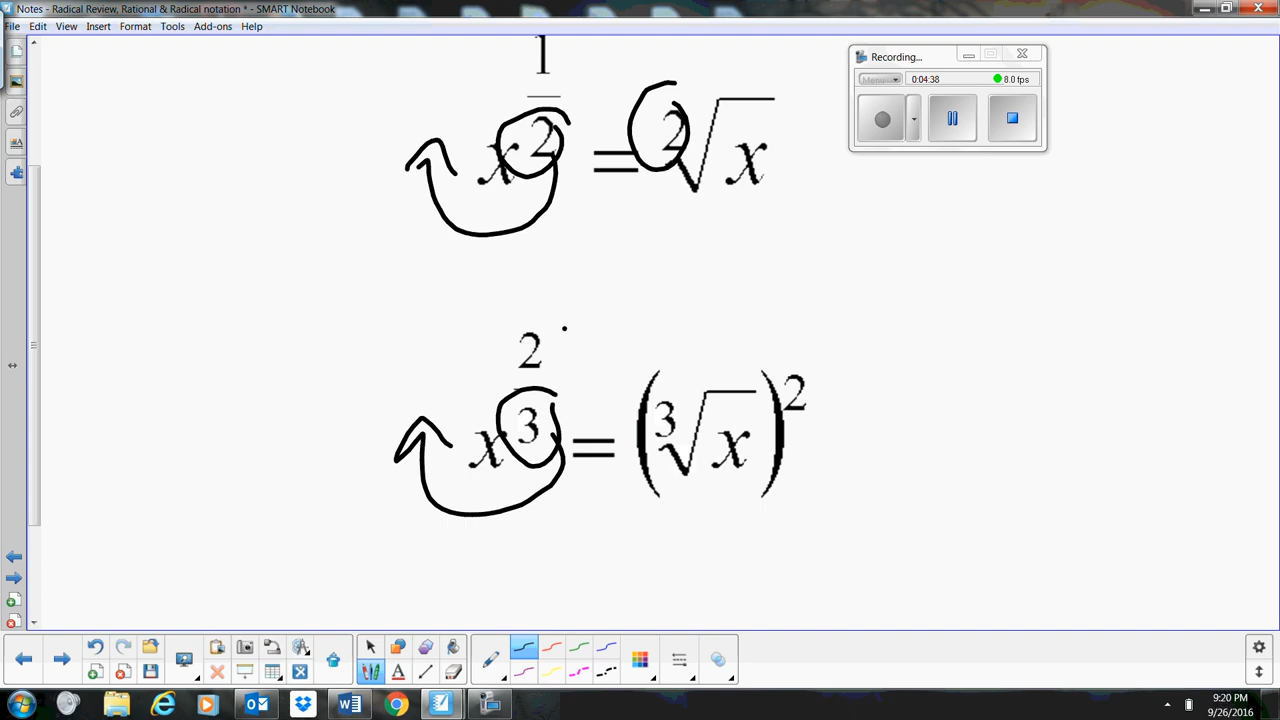 Notes - Radical Review, Rational & Radical notation * - SMART Notebook
File Edit View Insert Format Tools Add-ons Help
Recording...
Menu
0:04:38 8.0 fps
1
x 2 = 2√x
2
x 3 = (3√x)2
A
9:20 PM
9/26/2016